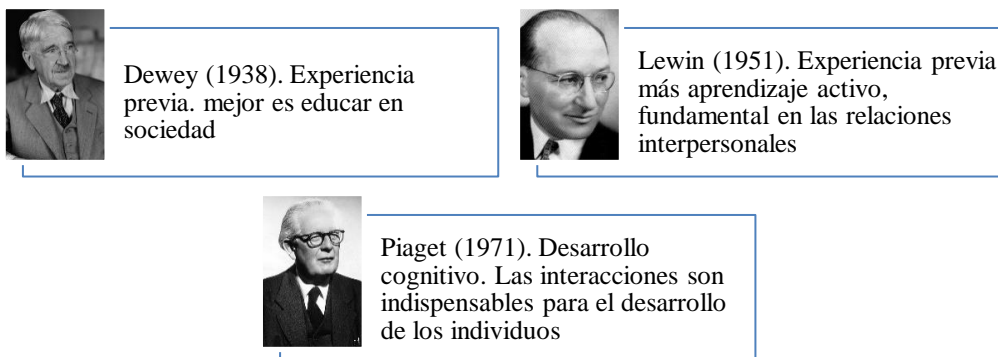 Dewey (1938). Experiencia
previa. mejor es educar en
sociedad
Lewin (1951). Experiencia previa
más aprendizaje activo,
fundamental en las relaciones
interpersonales
Piaget (1971). Desarrollo
cognitivo. Las interacciones son
indispensables para el desarrollo
de los individuos